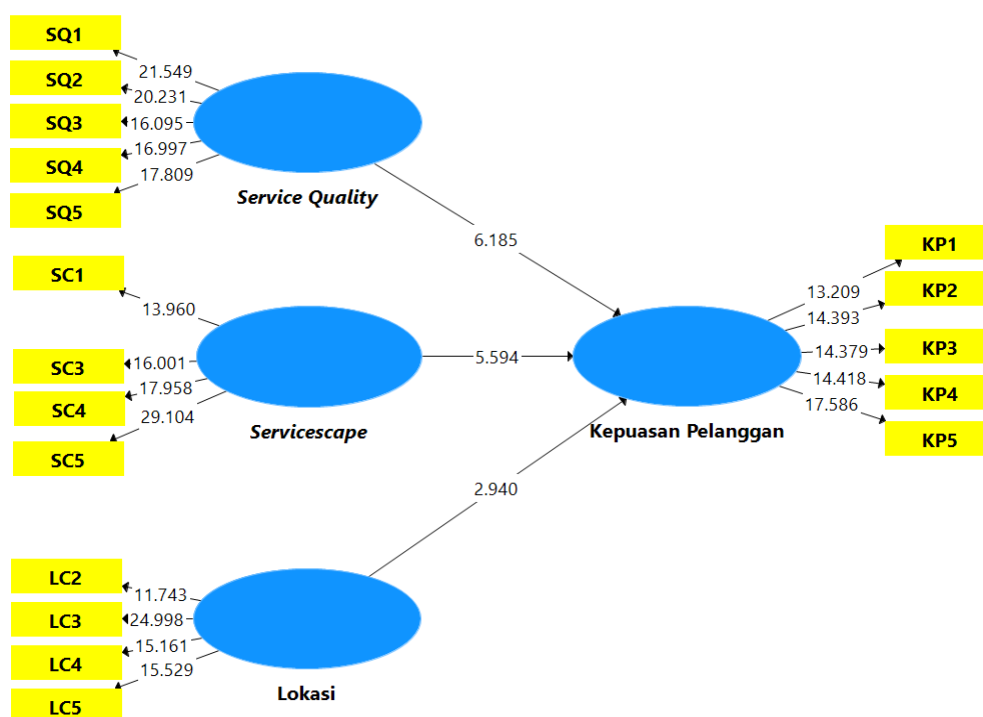 SQ1
21.549
SQ2
20.231
SQ3
16.095
SQ4
16.997
SQ5
17.809
Service Quality
6.185
SC1
13.960
SC3
16.001
SC4
17.958
SC5
29.104
Servicescape
5.594
LC2
11.743
LC3
24.998
LC4
15.161
LC5
15.529
Lokasi
2.940
KP1
13.209
KP2
14.393
KP3
14.379
KP4
14.418
KP5
17.586
Kepuasan Pelanggan